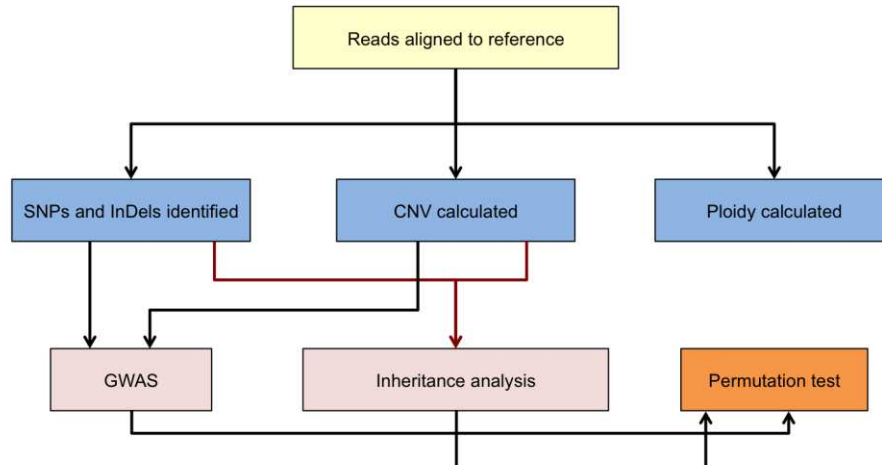 Reads aligned to reference
SNPs and InDels identified
CNV calculated
Ploidy calculated
GWAS
Inheritance analysis
Permutation test